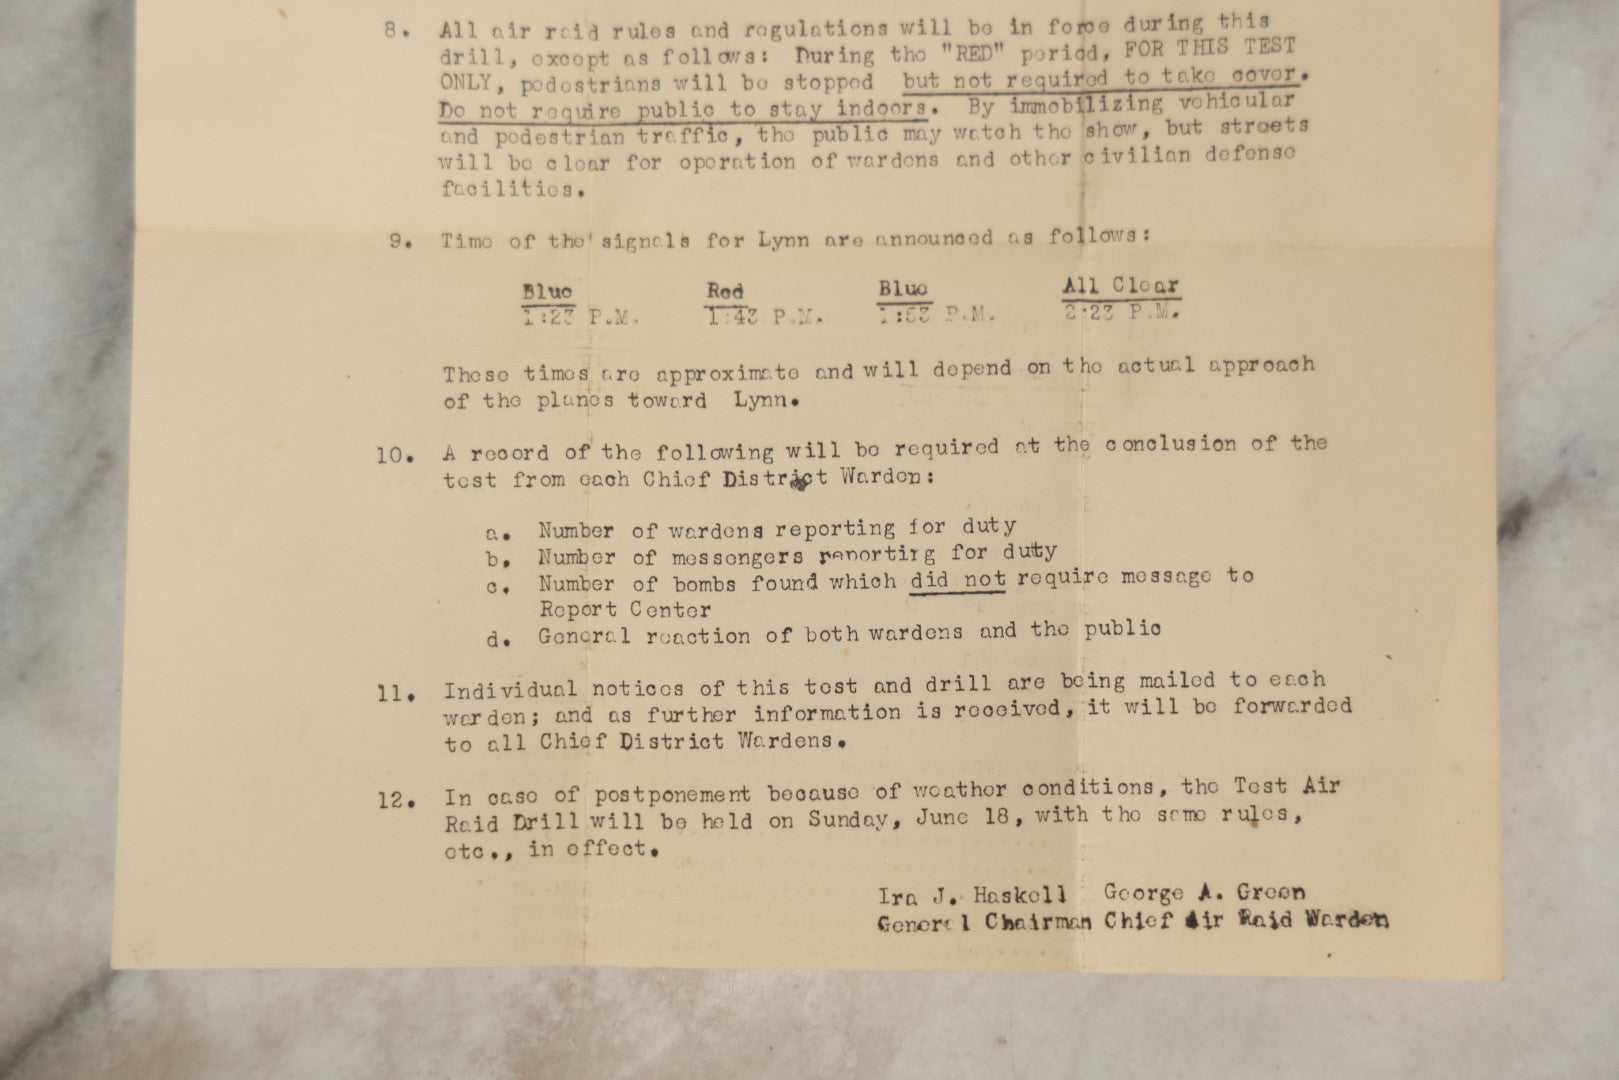 8. All air raid rules and regulations will be in force during this
drill, except as follows: During the "RED" period, FOR THIS TEST
ONLY, pedestrians will be stopped but not required to take cover.
Do not require public to stay indoors. By immobilizing vehicular
and pedestrian traffic, the public may watch the show, but streets
will be clear for operation of wardens and other civilian defense
facilities.
9. Time of the signals for Lynn are announced as follows:
Blue Red Blue All Clear
1:23 P.M. 1:43 P.M. 1:53 P.M. 2:23 P.M.
These times are approximate and will depend on the actual approach
of the planes toward Lynn.
10. A record of the following will be required at the conclusion of the
test from each Chief District Warden:
a. Number of wardens reporting for duty
b. Number of messengers reporting for duty
c. Number of bombs found which did not require message to
Report Center
d. General reaction of both wardens and the public
11. Individual notices of this test and drill are being mailed to each
warden; and as further information is received, it will be forwarded
to all Chief District Wardens.
12. In case of postponement because of weather conditions, the Test Air
Raid Drill will be held on Sunday, June 18, with the same rules,
etc., in effect.
Ira J. Haskell George A. Green
General Chairman Chief Air Raid Warden